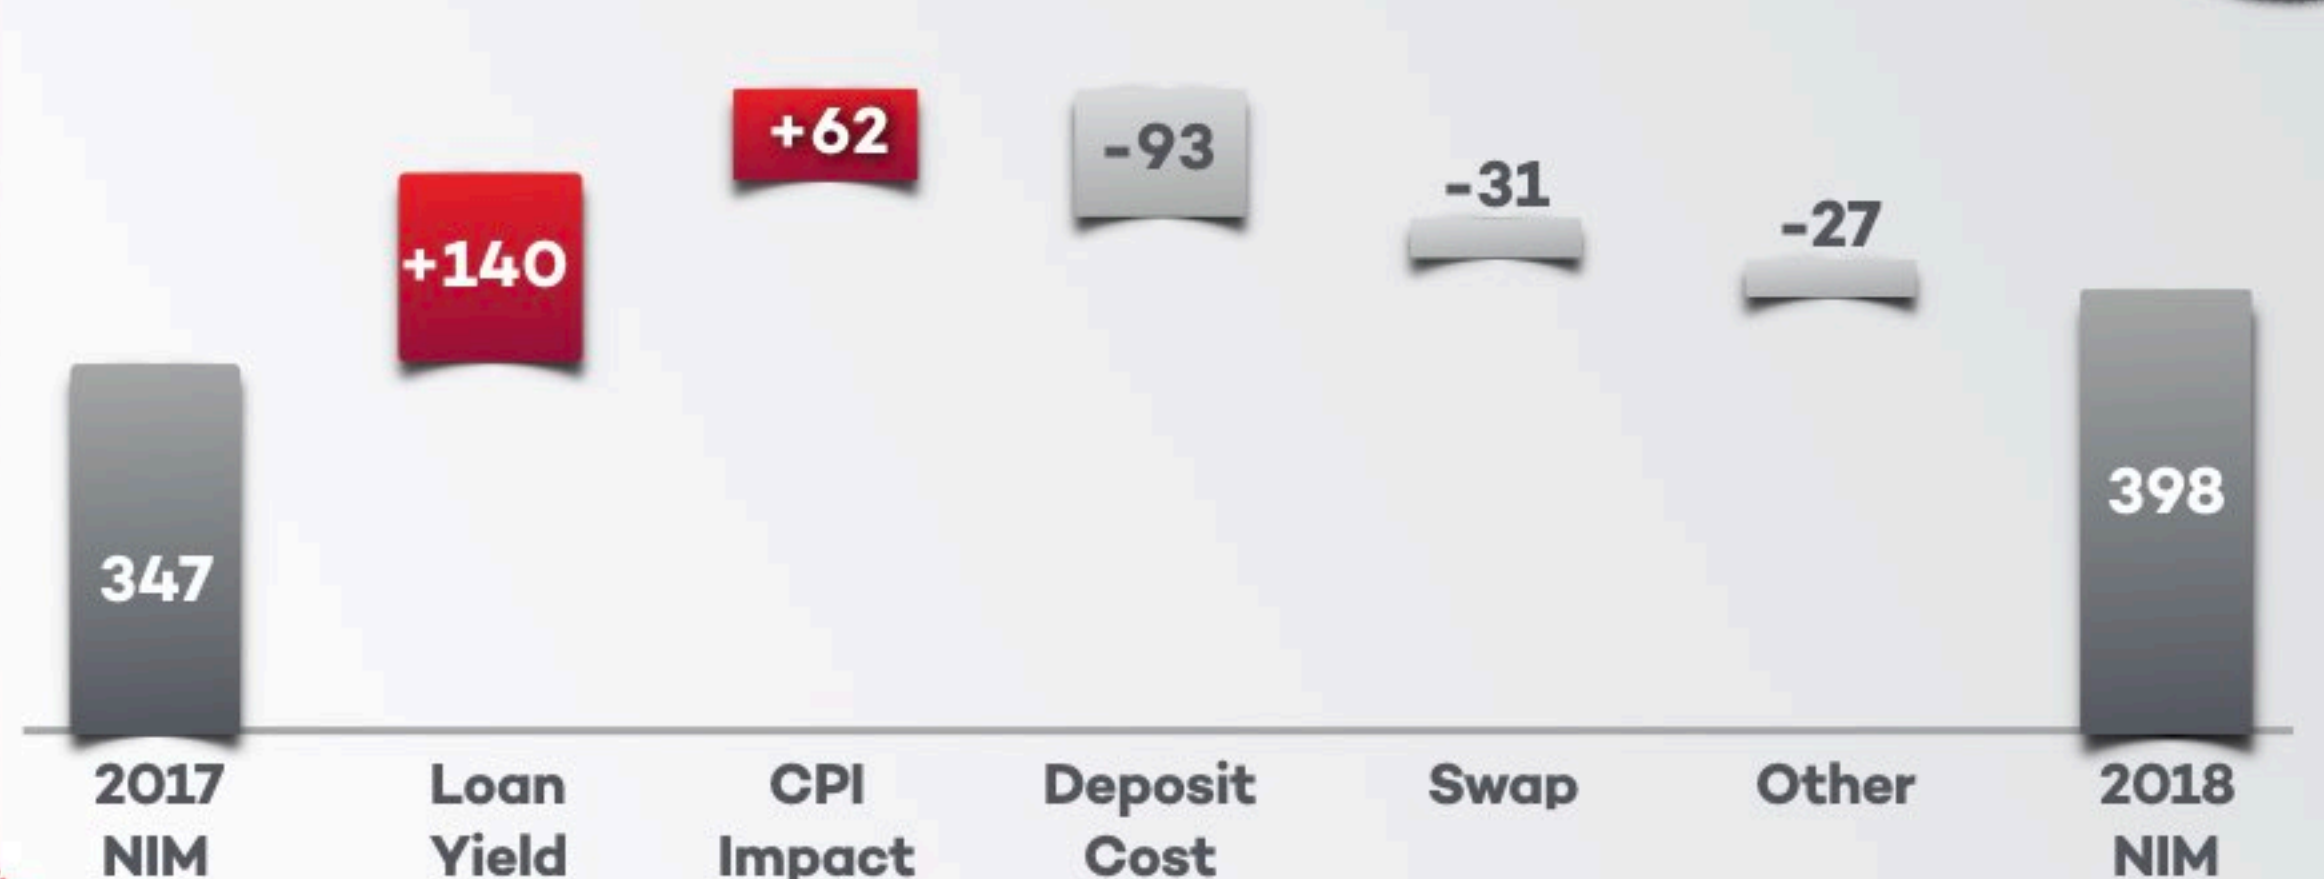 +62
-93
-31
-27
+140
347
398
2017 NIM
Loan Yield
CPI Impact
Deposit Cost
Swap
Other
2018 NIM